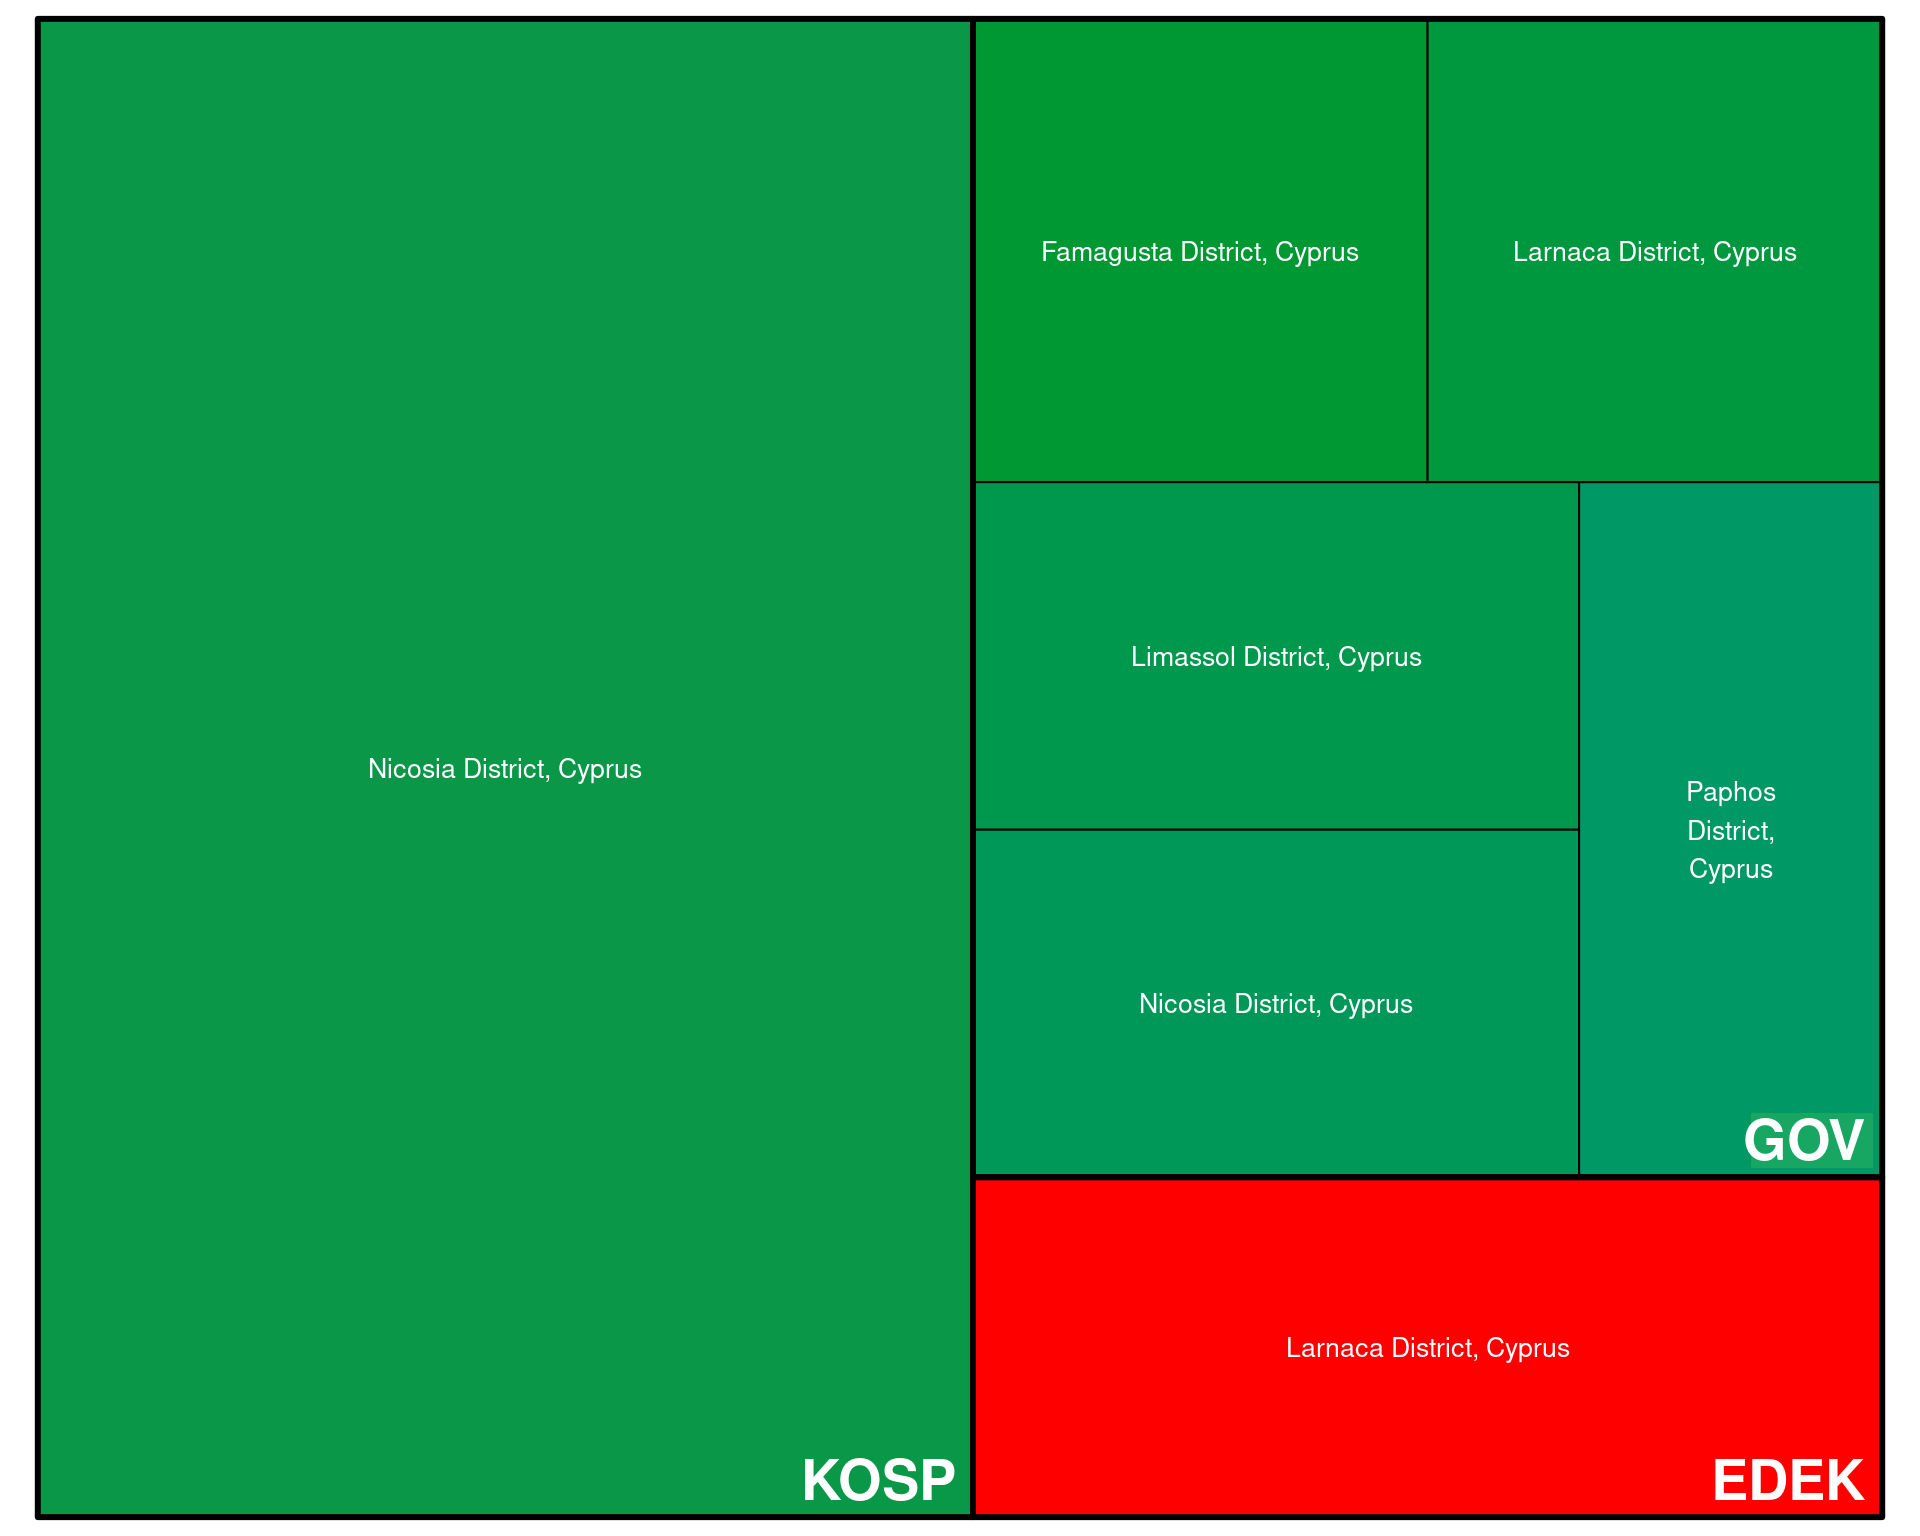 Nicosia District, Cyprus
KOSP
Famagusta District, Cyprus
Larnaca District, Cyprus
Limassol District, Cyprus
Nicosia District, Cyprus
Paphos
District,
Cyprus
GOV
Larnaca District, Cyprus
EDEK